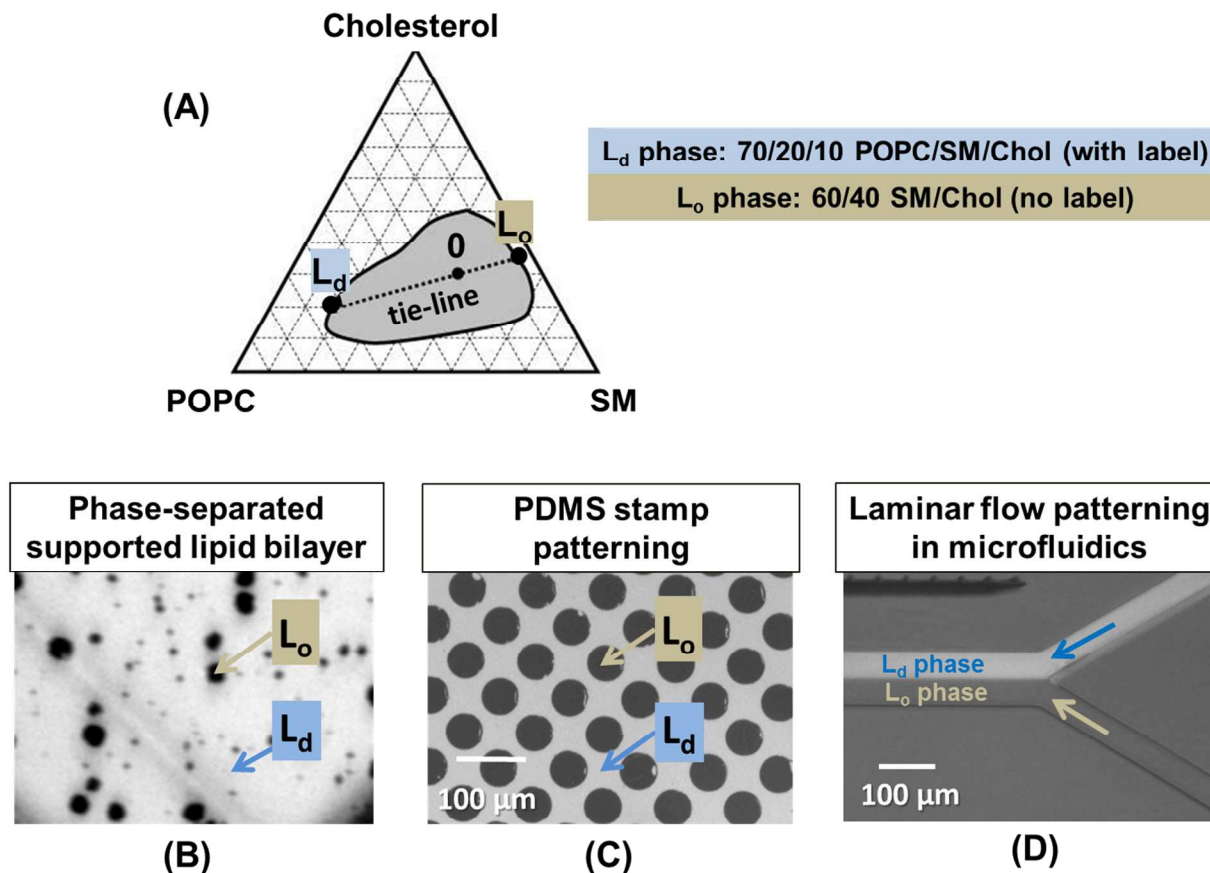 Cholesterol
(A)
Ld phase: 70/20/10 POPC/SM/Chol (with label)
Lo phase: 60/40 SM/Chol (no label)
Lo
0
Ld
tie-line
POPC
SM
Phase-separated
supported lipid bilayer
PDMS stamp
patterning
Laminar flow patterning
in microfluidics
Lo
Ld
Lo
Ld
100 μm
Ld phase
Lo phase
100 μm
(B)
(C)
(D)